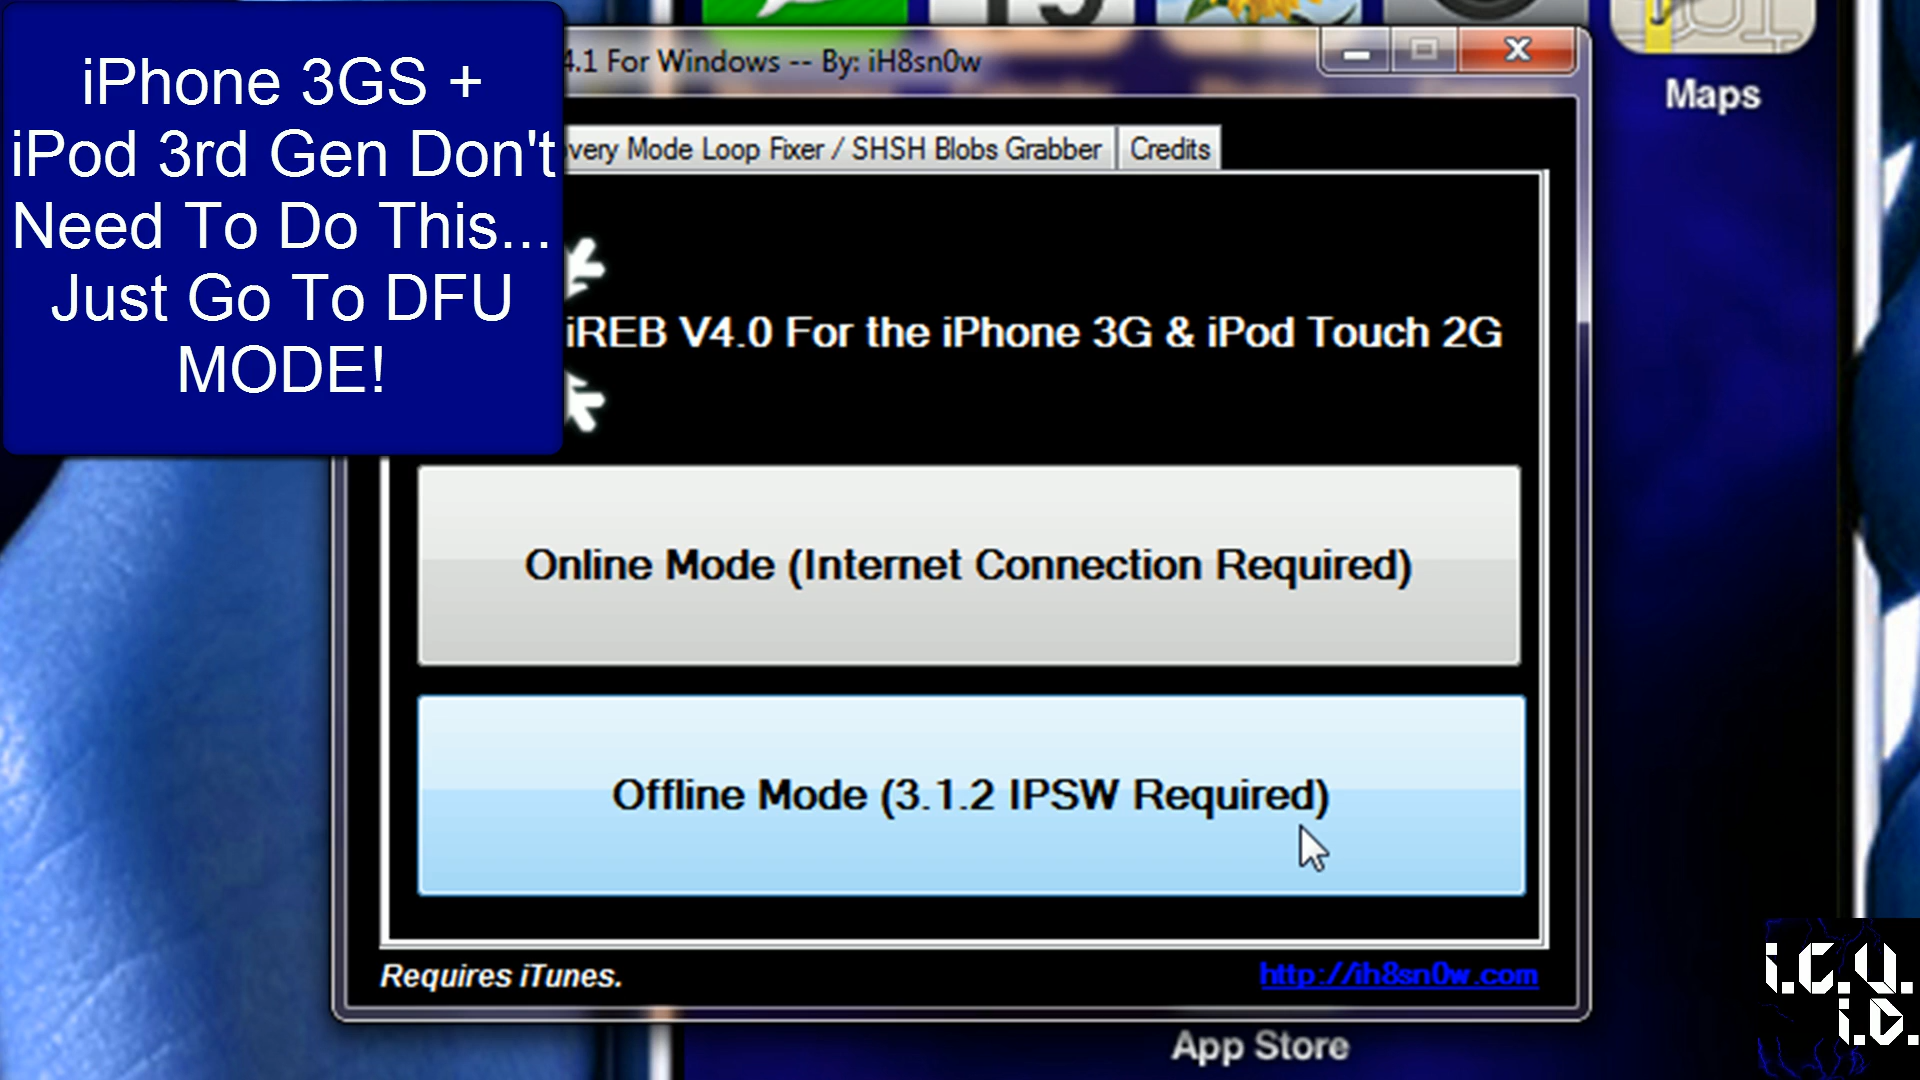 iPhone 3GS +
iPod 3rd Gen Don't
Need To Do This...
Just Go To DFU
MODE!
4.1 For Windows -- By: iH8sn0w
Mode Loop Fixer / SHSH Blobs Grabber
Credits
iREB V4.0 For the iPhone 3G & iPod Touch 2G
Online Mode (Internet Connection Required)
Offline Mode (3.1.2 IPSW Required)
Requires iTunes.
http://ih8sn0w.com
Maps
App Store
i.C.U.
i.D.